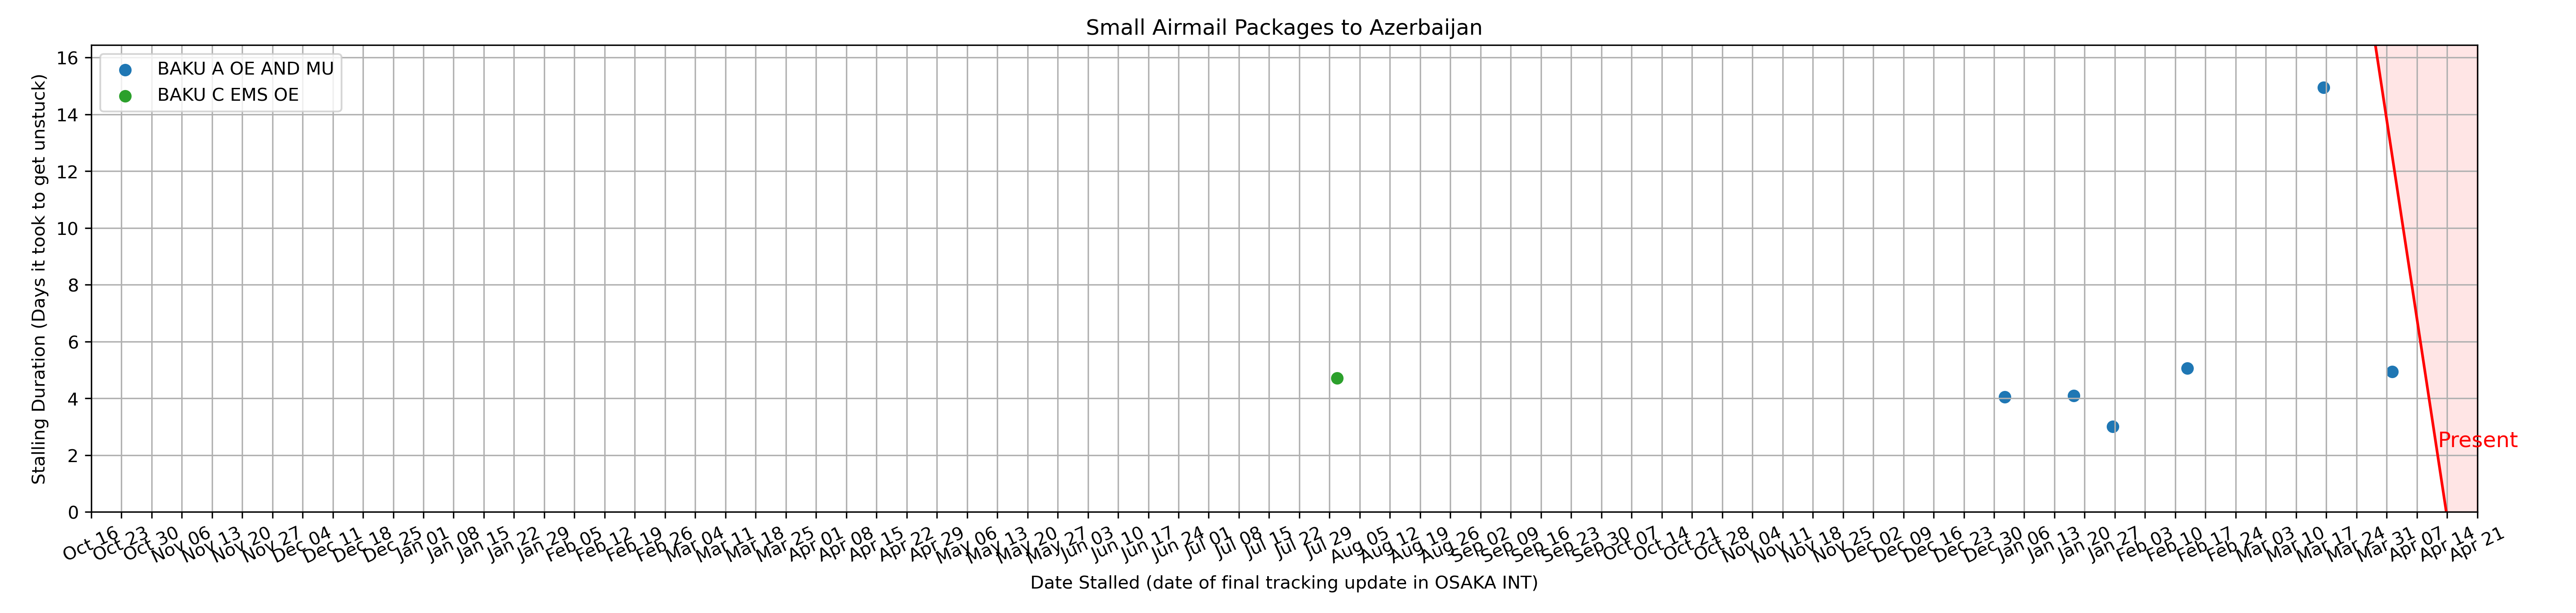 Small Airmail Packages to Azerbaijan
BAKU A OE AND MU
BAKU C EMS OE
Stalling Duration (Days it took to get unstuck)
16
14
12
10
8
6
4
2
0
Present
Oct 16
Oct 23
Oct 30
Nov 06
Nov 13
Nov 20
Nov 27
Dec 04
Dec 11
Dec 18
Dec 25
Jan 01
Jan 08
Jan 15
Jan 22
Jan 29
Feb 05
Feb 12
Feb 19
Feb 26
Mar 04
Mar 11
Mar 18
Mar 25
Apr 01
Apr 08
Apr 15
Apr 22
Apr 29
May 06
May 13
May 20
May 27
Jun 03
Jun 10
Jun 17
Jun 24
Jul 01
Jul 08
Jul 15
Jul 22
Jul 29
Aug 05
Aug 12
Aug 19
Aug 26
Sep 02
Sep 09
Sep 16
Sep 23
Sep 30
Oct 07
Oct 14
Oct 21
Oct 28
Nov 04
Nov 11
Nov 18
Nov 25
Dec 02
Dec 09
Dec 16
Dec 23
Dec 30
Jan 06
Jan 13
Jan 20
Jan 27
Feb 03
Feb 10
Feb 17
Feb 24
Mar 03
Mar 10
Mar 17
Mar 24
Mar 31
Apr 07
Apr 14
Apr 21
Date Stalled (date of final tracking update in OSAKA INT)